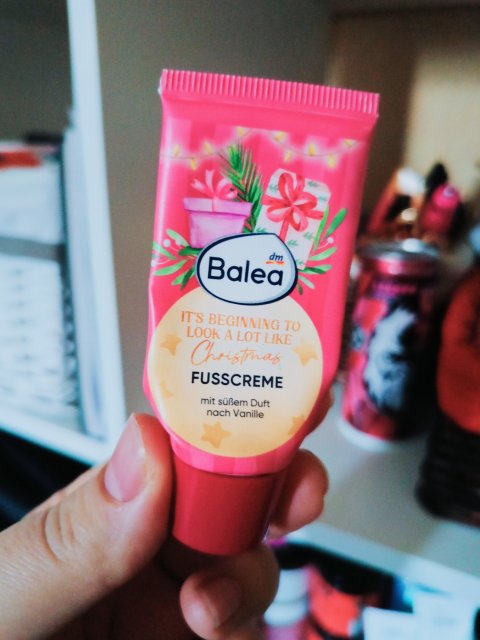 dm
Balea
IT'S BEGINNING TO
LOOK A LOT LIKE
Christmas
FUSSCREME
mit süßem Duft
nach Vanille